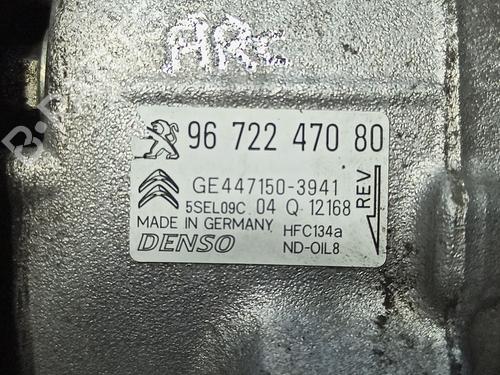 ARC
96 722 470 80
GE447150-3941
5SEL09C 04 Q 12168
MADE IN GERMANY HFC134a
DENSO ND-OIL8
REV